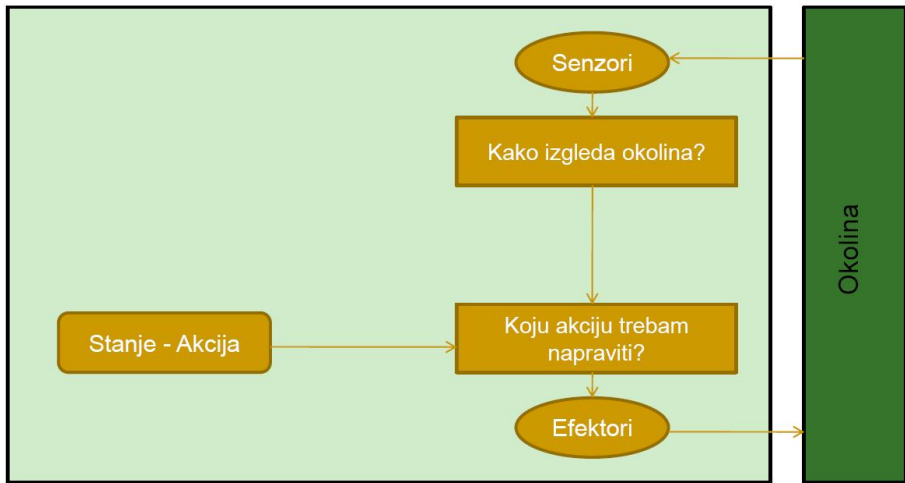 Senzori
Kako izgleda okolina?
Okolina
Stanje - Akcija
Koju akciju trebam
napraviti?
Efektori